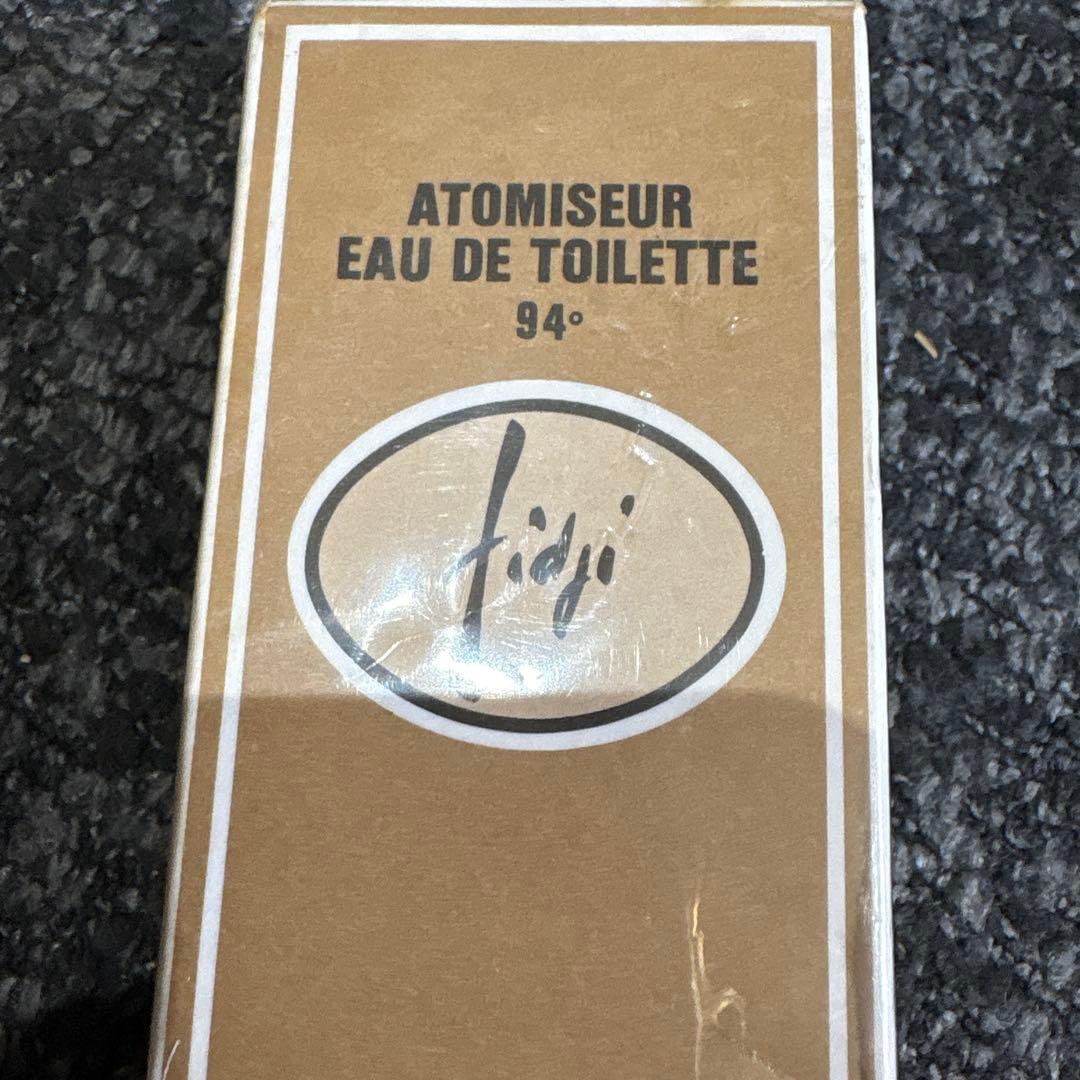 ATOMISEUR
EAU DE TOILETTE
94°
fidji